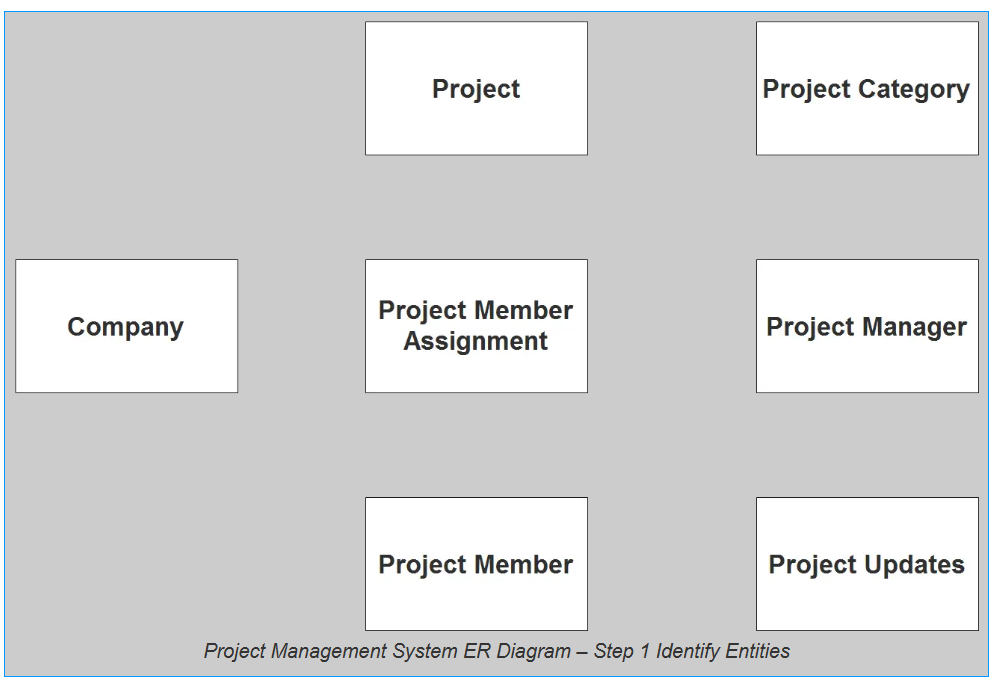 Project
Project Category
Company
Project Member
Assignment
Project Manager
Project Member
Project Updates
Project Management System ER Diagram – Step 1 Identify Entities